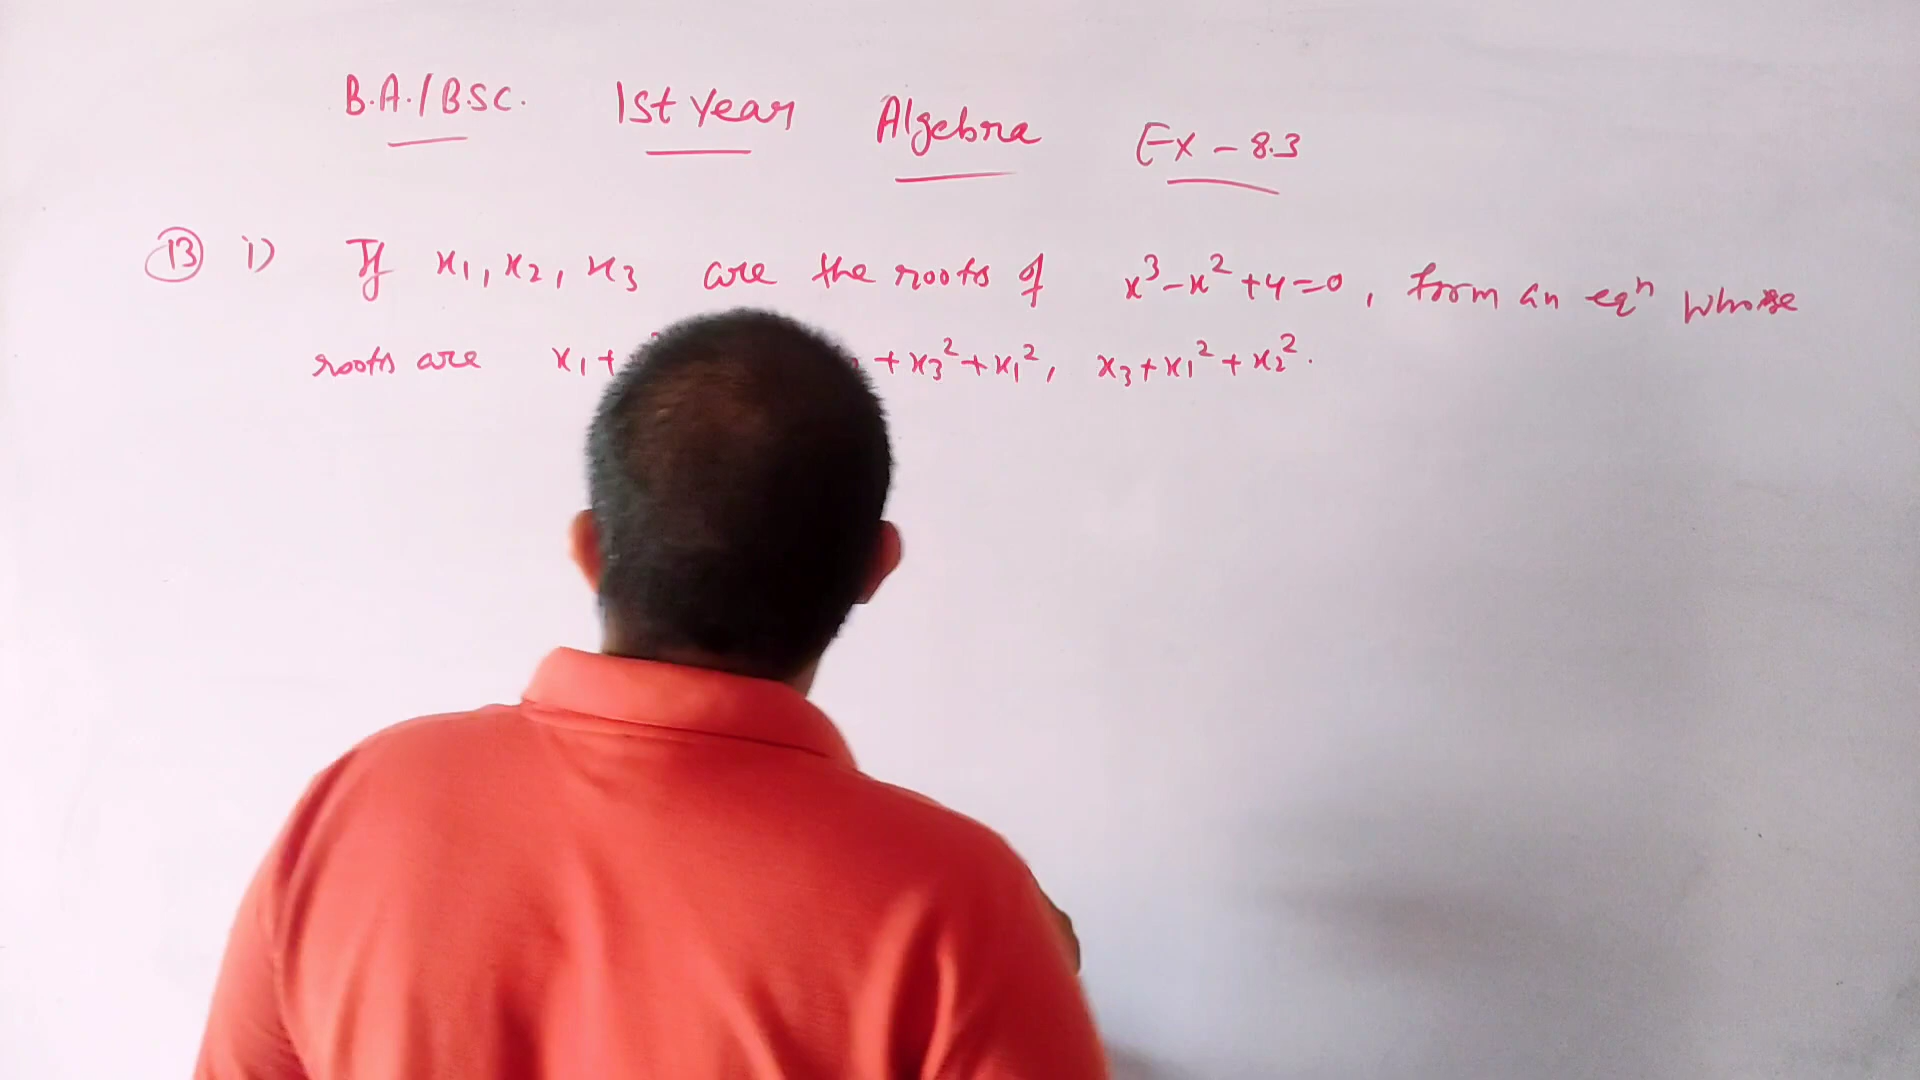 B.A./B.SC. 1st Year Algebra Ex - 8.3
13 i) If x₁, x₂, x₃ are the roots of x³-x²+4=0, form an eqⁿ whose
roots are x₁+ +x₃²+x₁², x₃+x₁²+x₂².